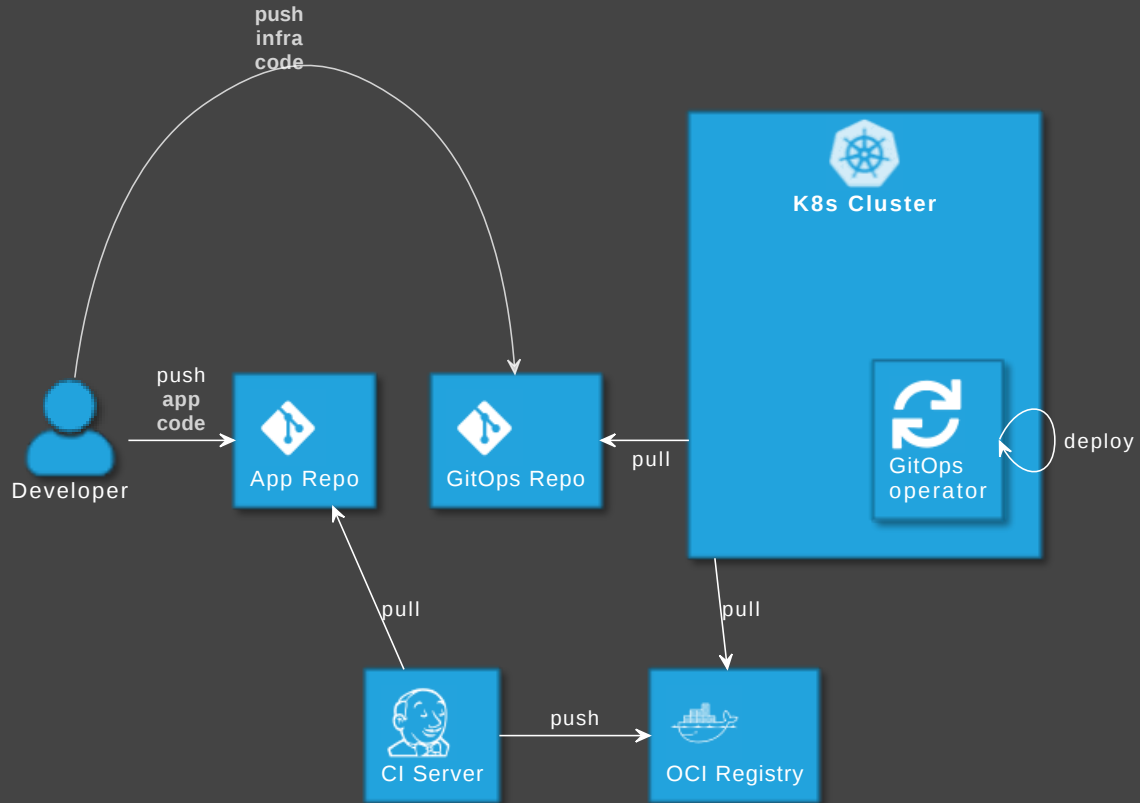 push
infra
code
K8s Cluster
push
app
code
Developer
App Repo
GitOps Repo
pull
GitOps
operator
deploy
pull
pull
CI Server
push
OCI Registry